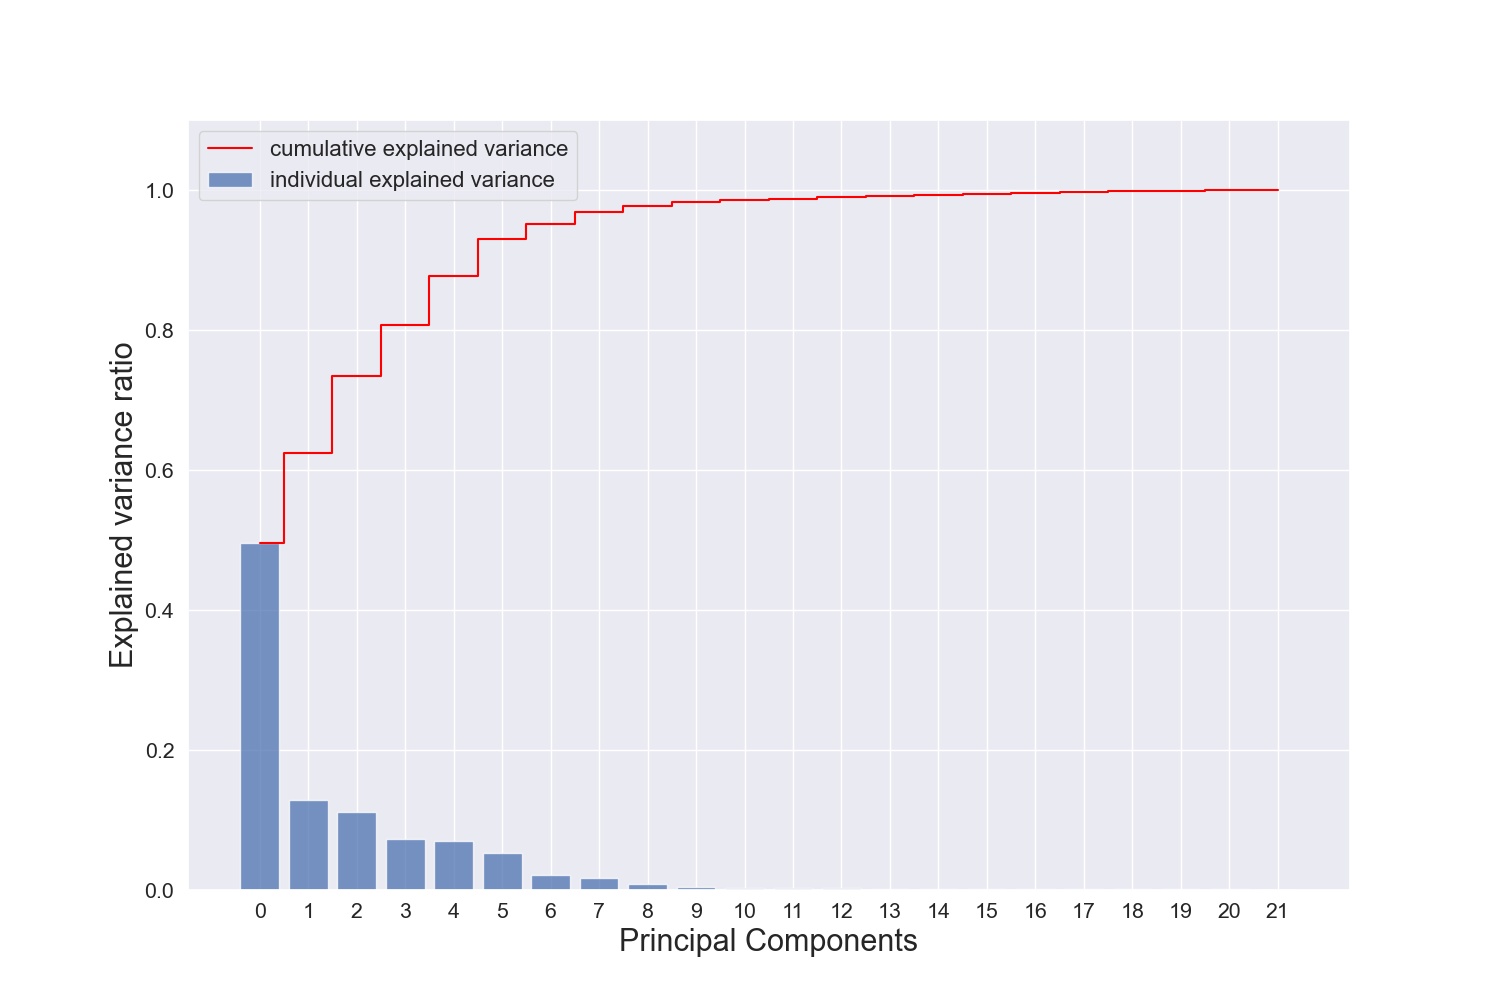 cumulative explained variance
individual explained variance
1.0
0.8
0.6
0.4
0.2
0.0
Explained variance ratio
0 1 2 3 4 5 6 7 8 9 10 11 12 13 14 15 16 17 18 19 20 21
Principal Components